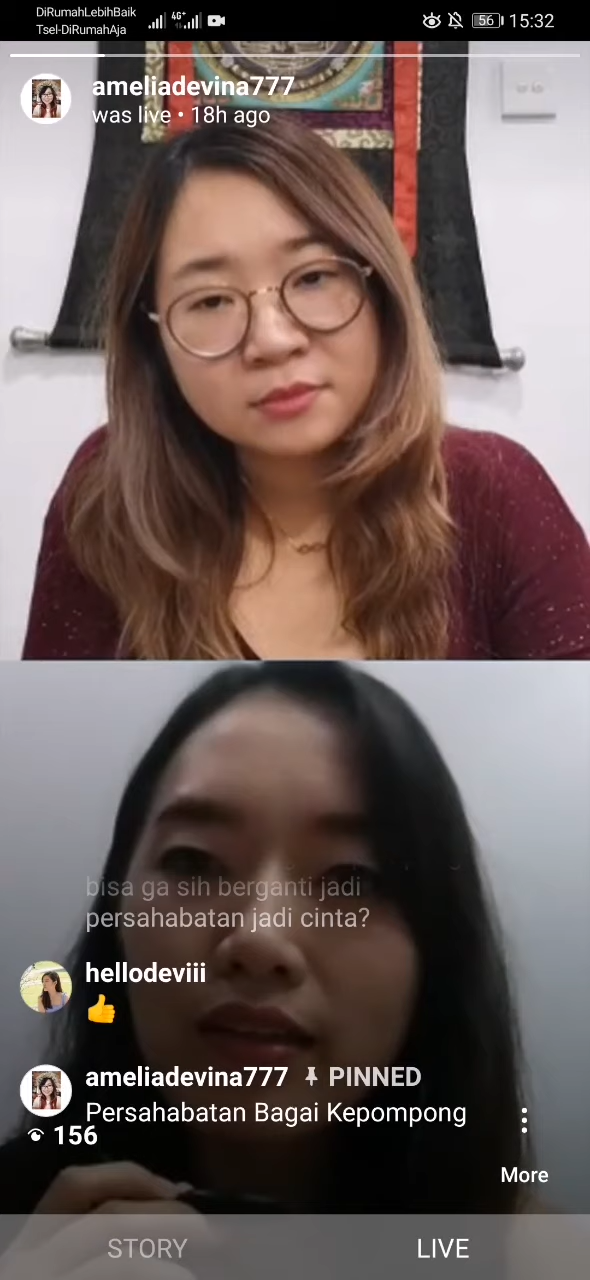 DiRumahLebihBaik
Tsel-DiRumahAja
4G+
56
15:32
ameliadevina777
was live • 18h ago
bisa ga sih berganti jadi
persahabatan jadi cinta?
hellodeviii
👍
ameliadevina777 PINNED
Persahabatan Bagai Kepompong
156
More
STORY
LIVE